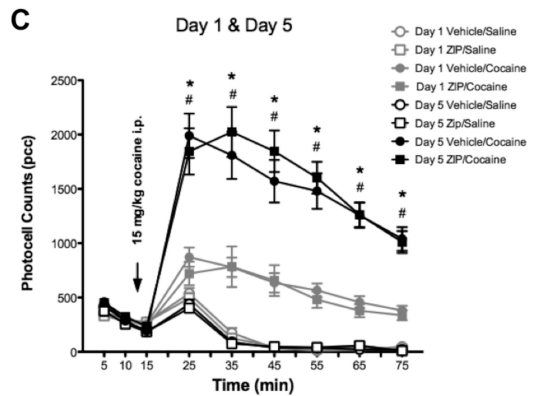 C
Day 1 & Day 5
Day 1 Vehicle/Saline
Day 1 ZIP/Saline
Day 1 Vehicle/Cocaine
Day 1 ZIP/Cocaine
Day 5 Vehicle/Saline
Day 5 Zip/Saline
Day 5 Vehicle/Cocaine
Day 5 ZIP/Cocaine
Photocell Counts (pcc)
2500
2000
1500
1000
500
0
15 mg/kg cocaine i.p.
* * * * * *
# # # # # #
5 10 15 25 35 45 55 65 75
Time (min)